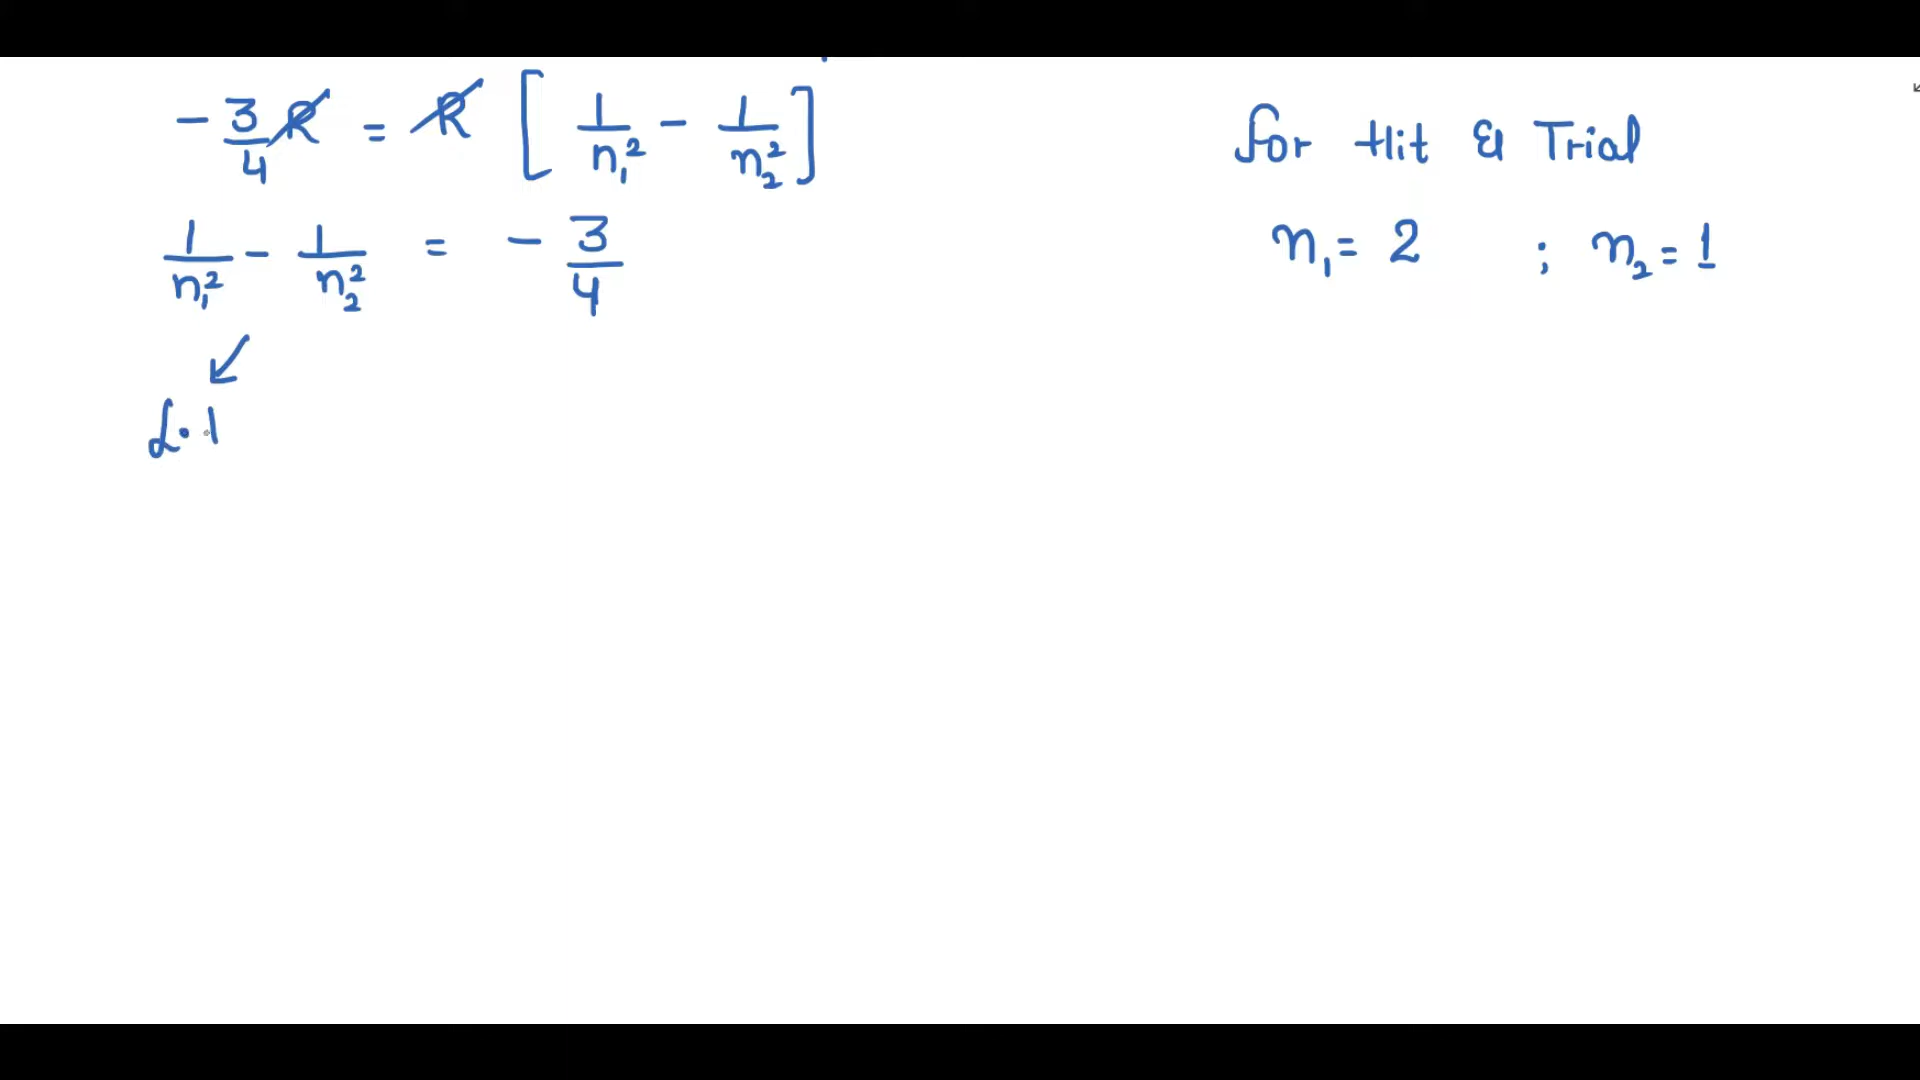 - 3/4 R = R [ 1/n₁² - 1/n₂² ]
1/n₁² - 1/n₂² = - 3/4
L.
for Hit & Trial
n₁ = 2 ; n₂ = 1